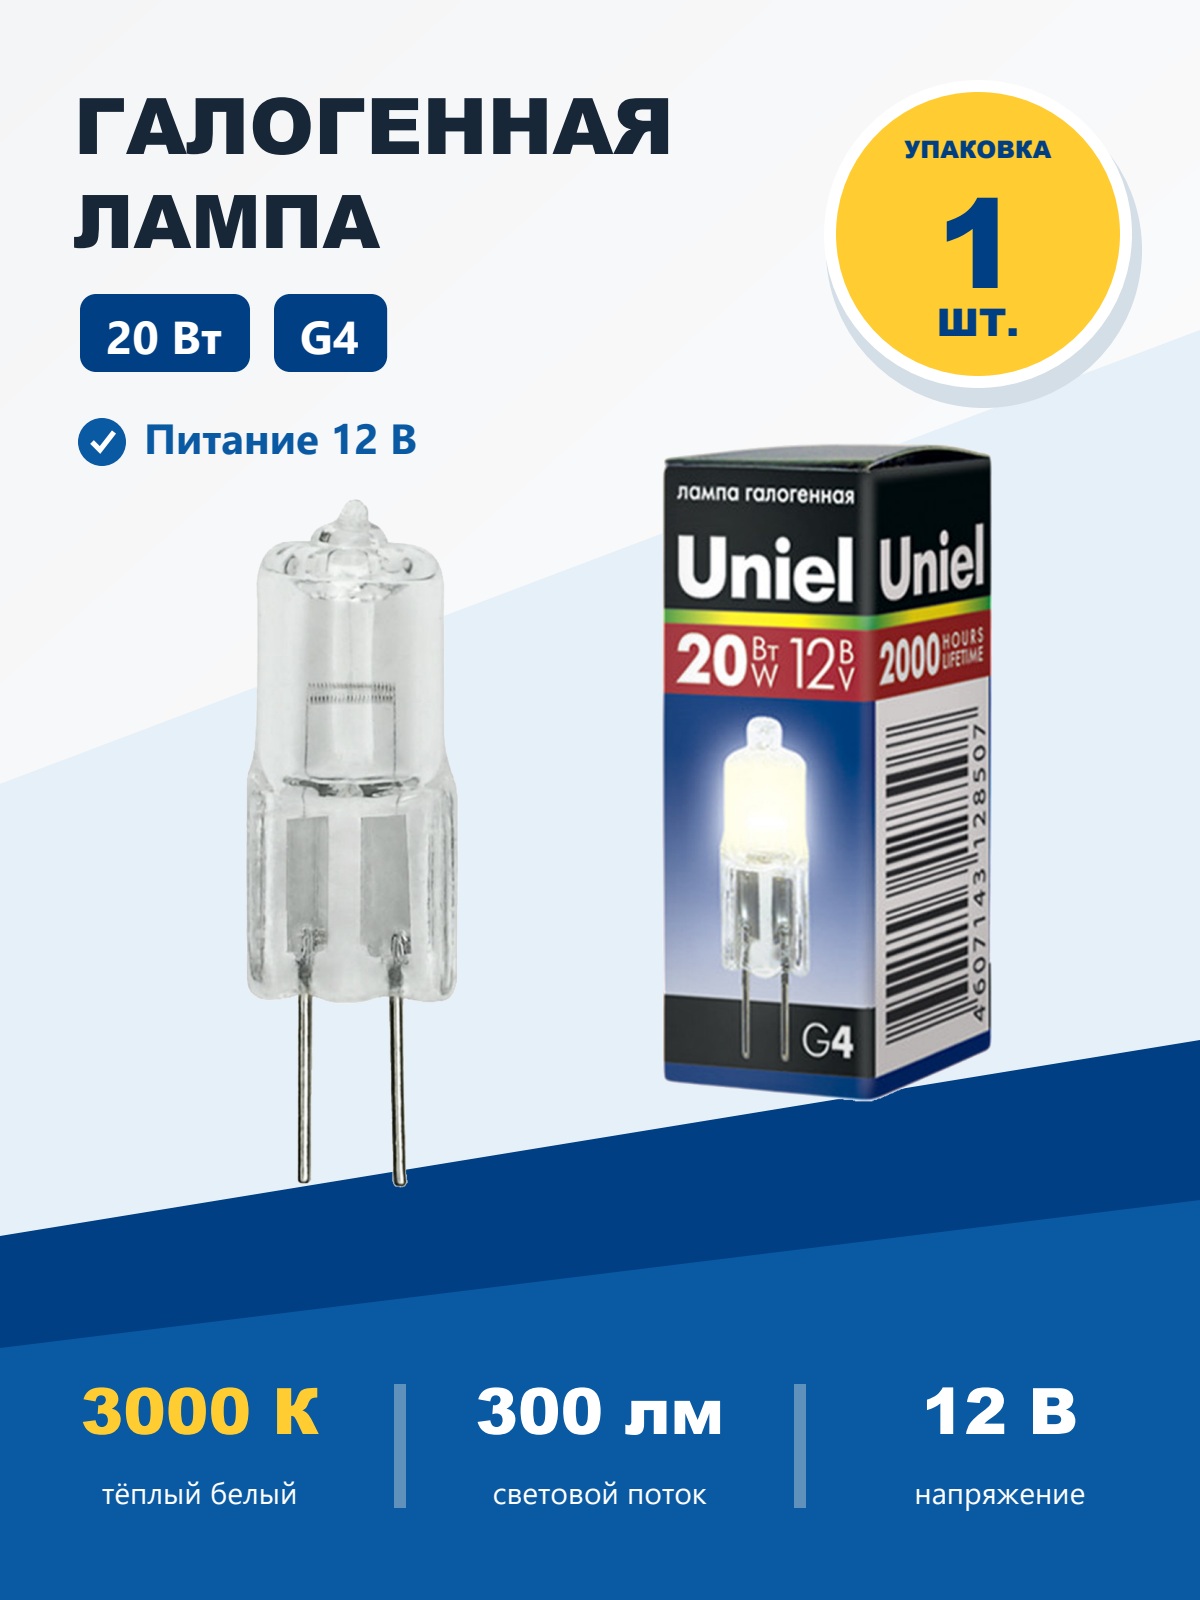 ГАЛОГЕННАЯ
ЛАМПА
20 Вт
G4
Питание 12 В
УПАКОВКА
1
шт.
лампа галогенная
Uniel
20 Вт W 12 В V
G4
Uniel
2000 HOURS LIFETIME
4607143128507
3000 К
тёплый белый
300 лм
световой поток
12 В
напряжение